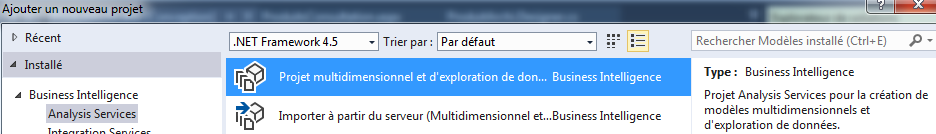 Ajouter un nouveau projet
Récent
.NET Framework 4.5 Trier par : Par défaut
Rechercher Modèles installé (Ctrl+E)
Installé
Projet multidimensionnel et d'exploration de don... Business Intelligence
Type : Business Intelligence
Business Intelligence
Projet Analysis Services pour la création de
Analysis Services
Importer à partir du serveur (Multidimensionnel et...Business Intelligence
modèles multidimensionnels et
d'exploration de données.
Integration Services